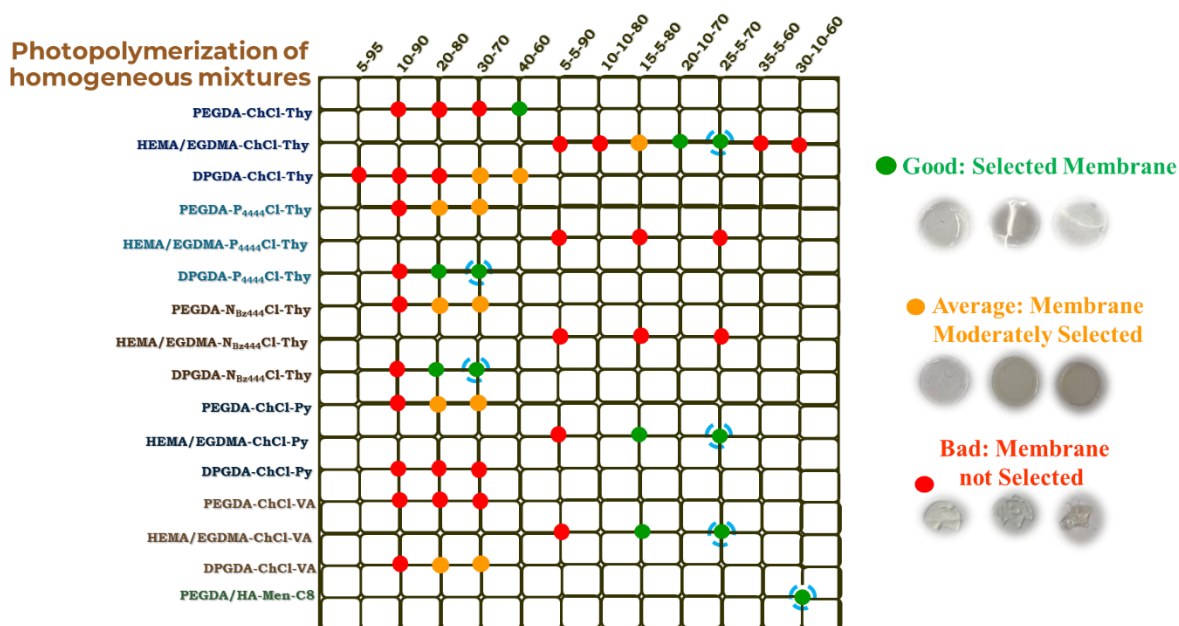 Photopolymerization of
homogeneous mixtures
5-95
10-90
20-80
30-70
40-60
5-5-90
10-10-80
15-5-80
20-10-70
25-5-70
35-5-60
30-10-60
PEGDA-ChCl-Thy
HEMA/EGDMA-ChCl-Thy
DPGDA-ChCl-Thy
PEGDA-P₄₄₄₄Cl-Thy
HEMA/EGDMA-P₄₄₄₄Cl-Thy
DPGDA-P₄₄₄₄Cl-Thy
PEGDA-N_Bz444Cl-Thy
HEMA/EGDMA-N_Bz444Cl-Thy
DPGDA-N_Bz444Cl-Thy
PEGDA-ChCl-Py
HEMA/EGDMA-ChCl-Py
DPGDA-ChCl-Py
PEGDA-ChCl-VA
HEMA/EGDMA-ChCl-VA
DPGDA-ChCl-VA
PEGDA/HA-Men-C8
Good: Selected Membrane
Average: Membrane
Moderately Selected
Bad: Membrane
not Selected